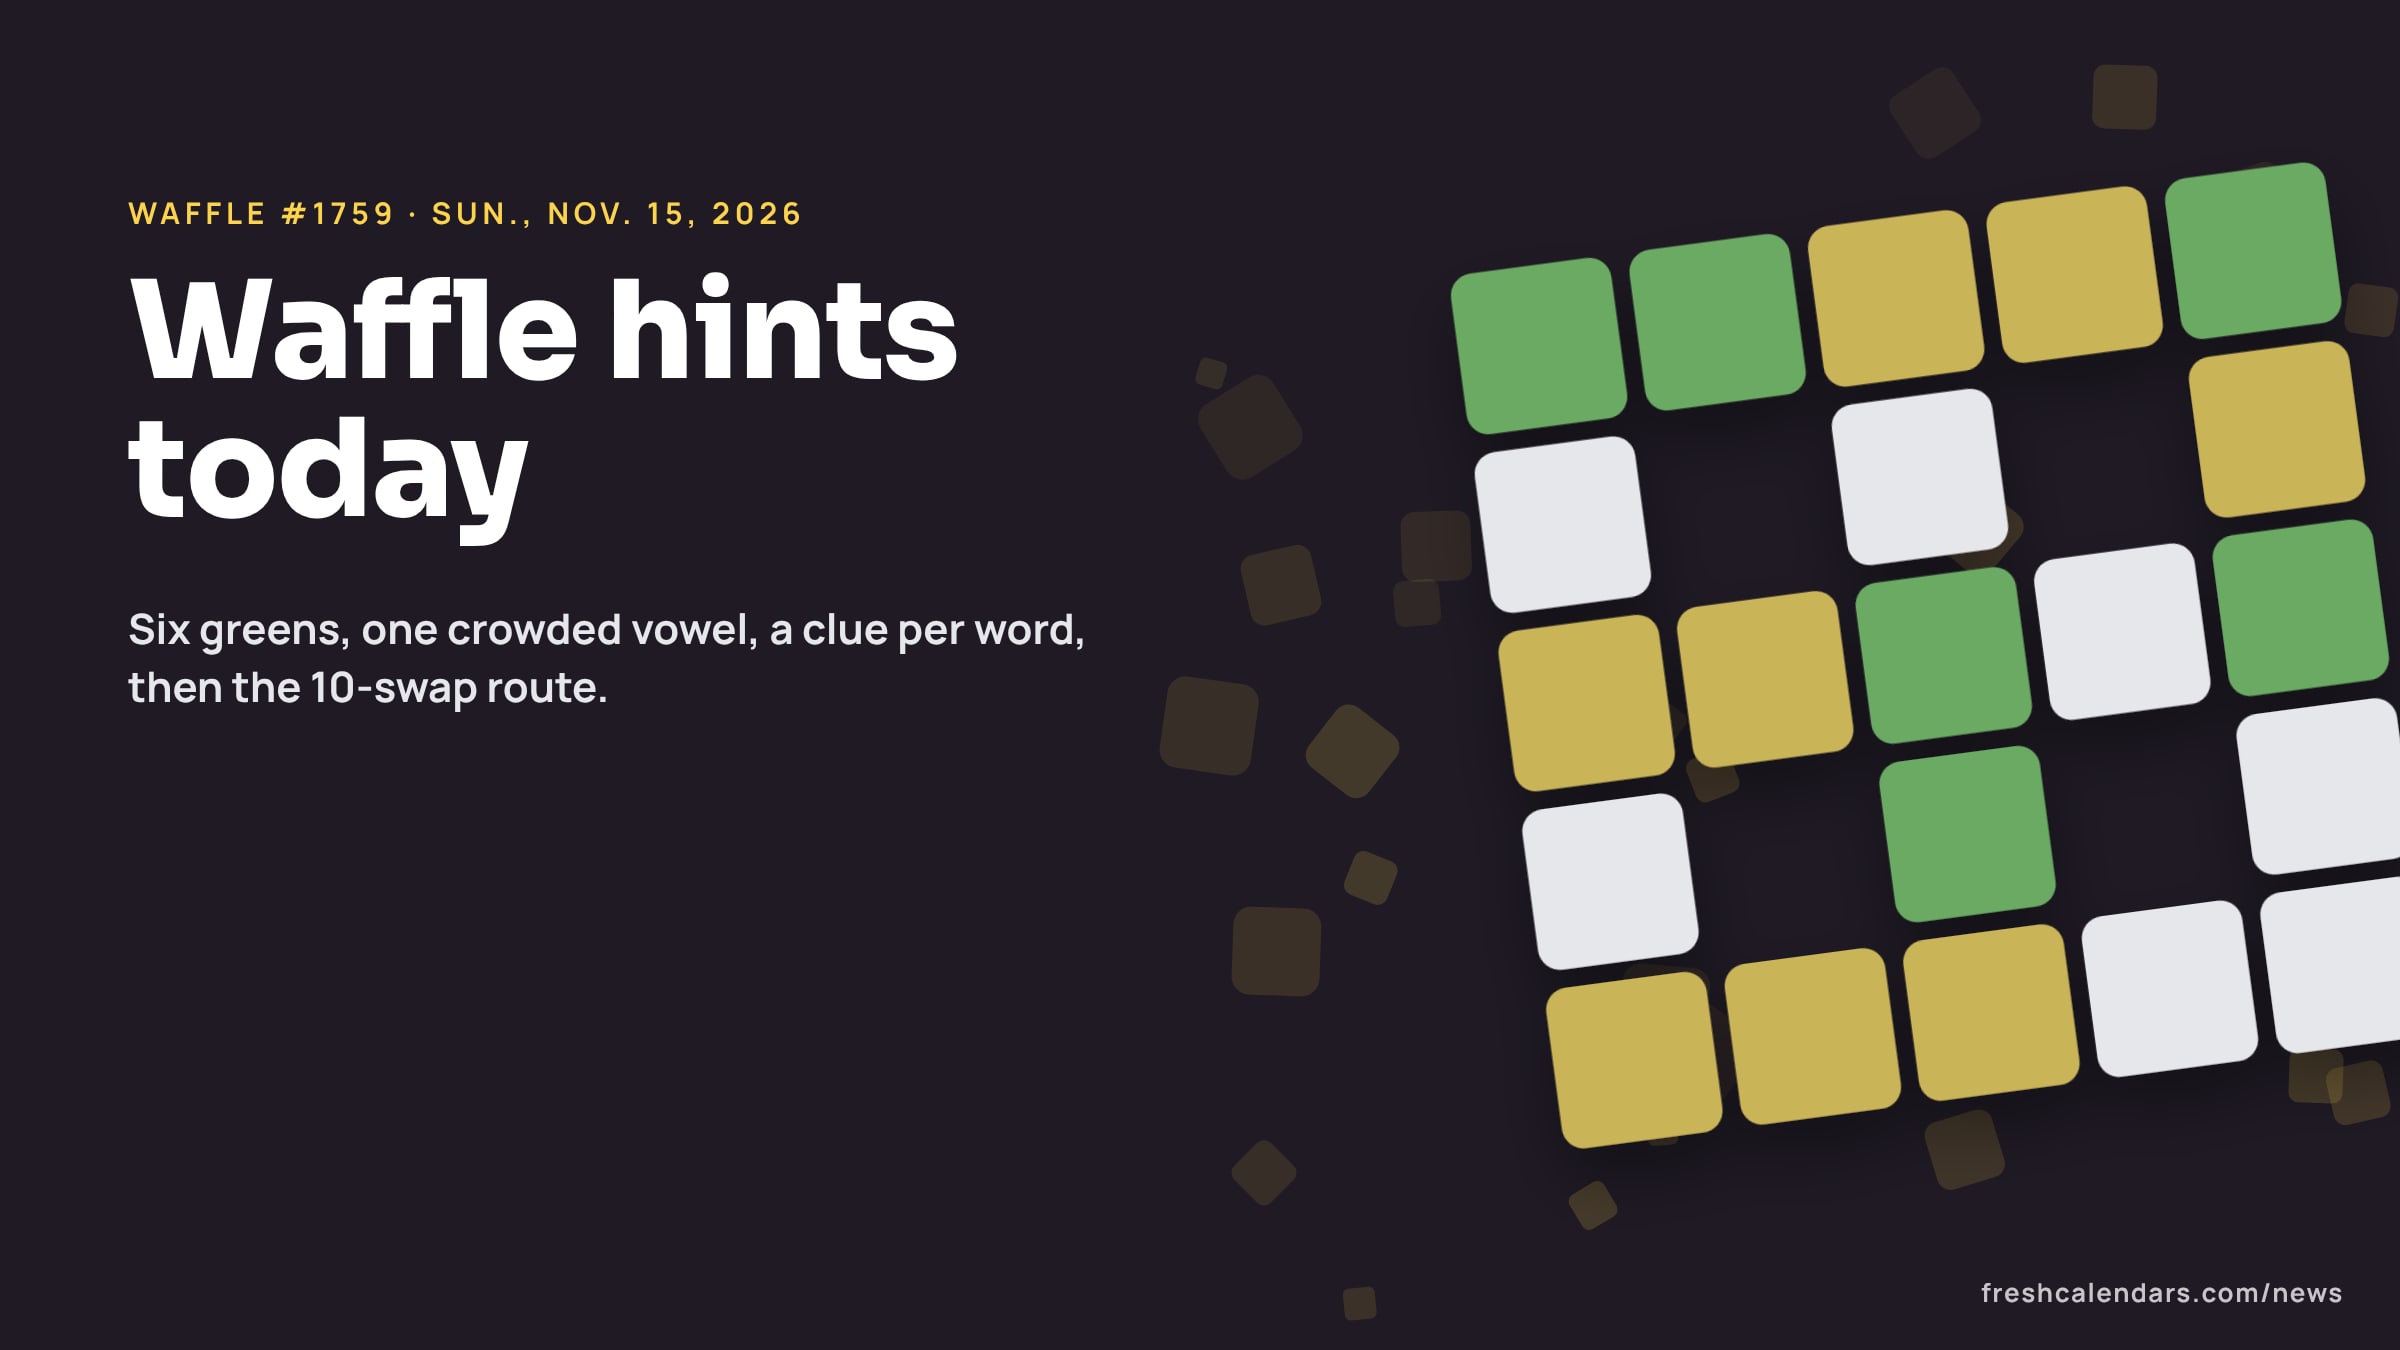 WAFFLE #1759 · SUN., NOV. 15, 2026
Waffle hints
today
Six greens, one crowded vowel, a clue per word,
then the 10-swap route.
freshcalendars.com/news